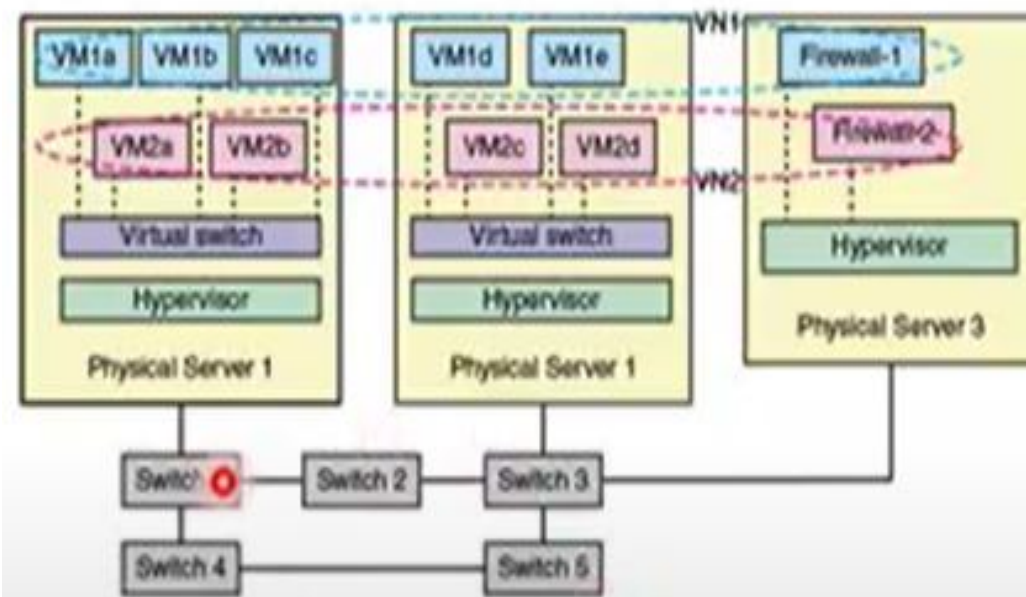 VN1
VM1a VM1b VM1c VM1d VM1e Firewall-1
VM2a VM2b VM2c VM2d Firewall-2
VN2
Virtual switch Virtual switch Hypervisor
Hypervisor Hypervisor
Physical Server 1 Physical Server 1 Physical Server 3
Switch 2 Switch 3
Switch 4 Switch 5